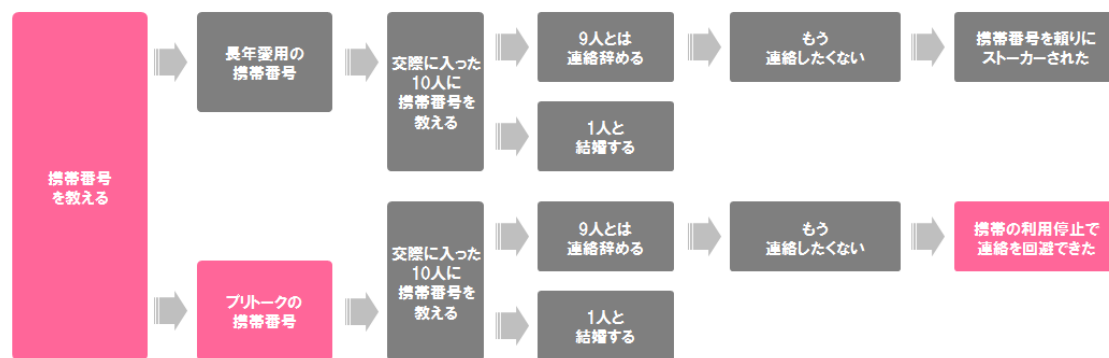 携帯番号
を教える
長年愛用の
携帯番号
交際に入った
10人に
携帯番号を
教える
9人とは
連絡辞める
もう
連絡したくない
携帯番号を頼りに
ストーカーされた
1人と
結婚する
プリトークの
携帯番号
交際に入った
10人に
携帯番号を
教える
9人とは
連絡辞める
もう
連絡したくない
携帯の利用停止で
連絡を回避できた
1人と
結婚する